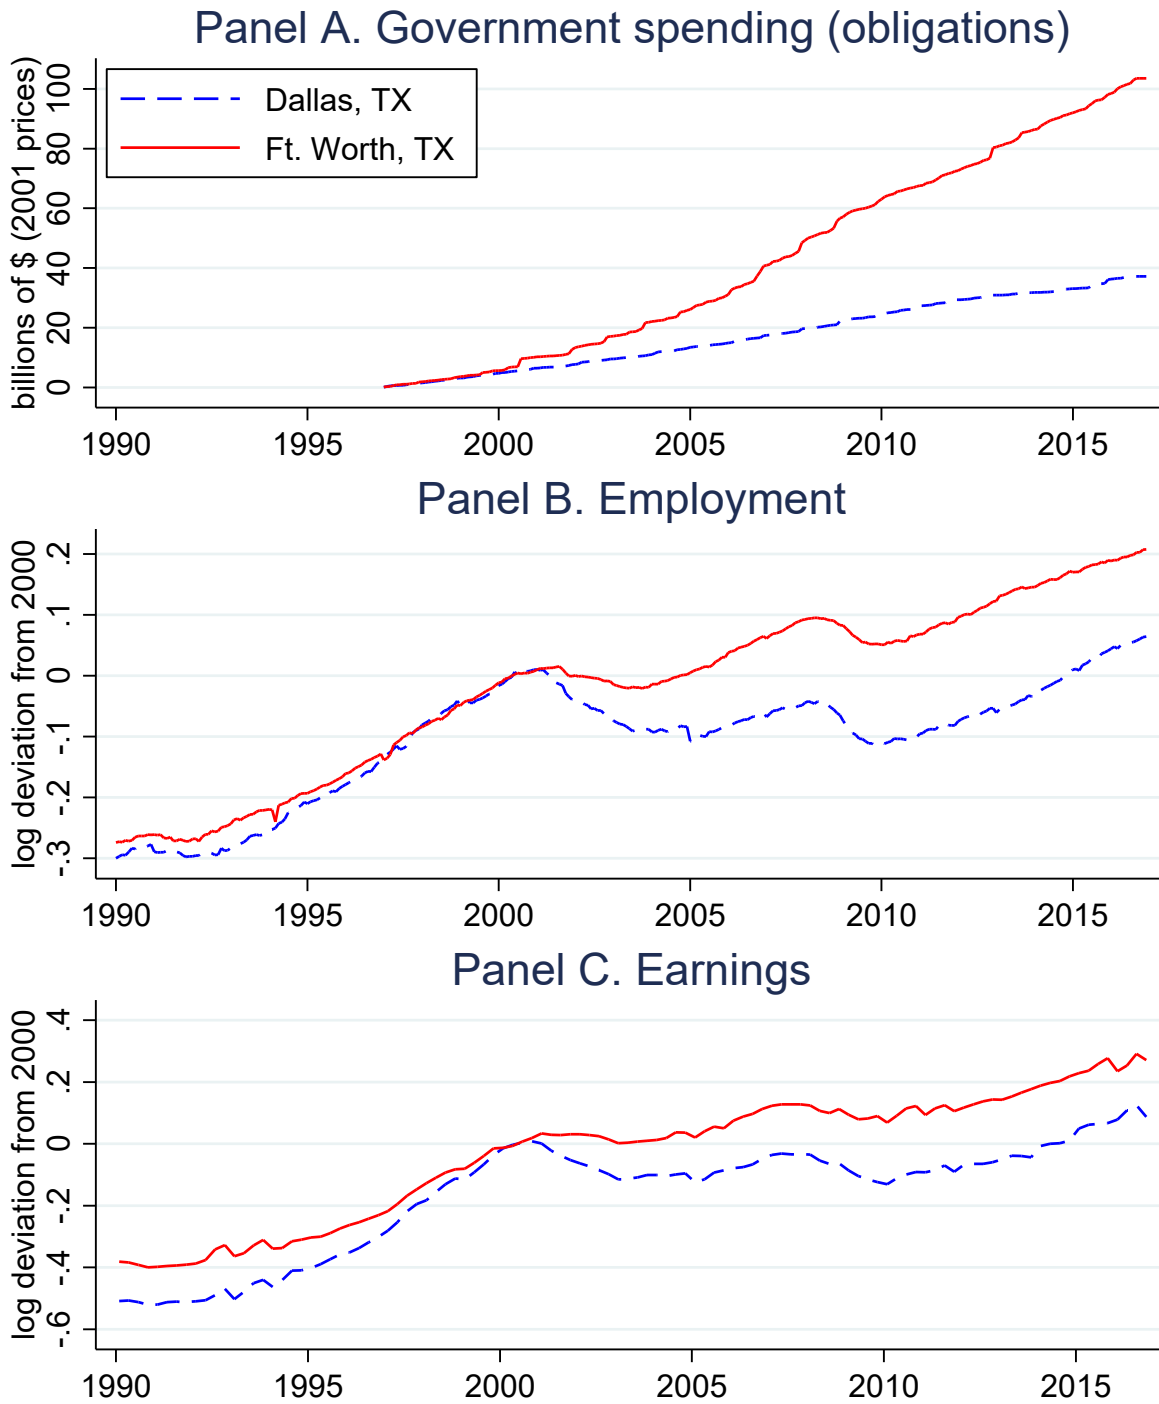 Panel A. Government spending (obligations)
billions of $ (2001 prices)
100
80
60
40
20
0
Dallas, TX
Ft. Worth, TX
1990 1995 2000 2005 2010 2015
Panel B. Employment
log deviation from 2000
.2
.1
0
-.1
-.2
-.3
1990 1995 2000 2005 2010 2015
Panel C. Earnings
log deviation from 2000
.4
.2
0
-.2
-.4
-.6
1990 1995 2000 2005 2010 2015